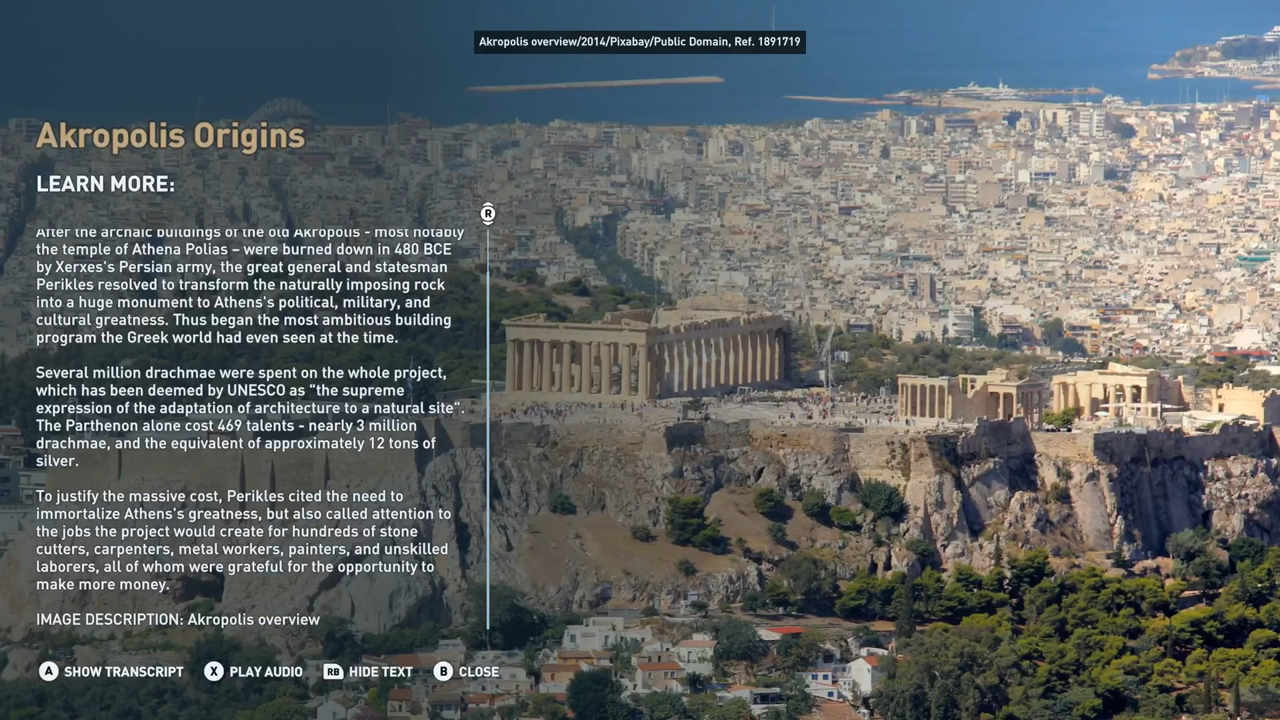 Akropolis overview/2014/Pixabay/Public Domain, Ref. 1891719
Akropolis Origins
LEARN MORE:
R
After the archaic buildings of the old Akropolis - most notably
the temple of Athena Polias – were burned down in 480 BCE
by Xerxes's Persian army, the great general and statesman
Perikles resolved to transform the naturally imposing rock
into a huge monument to Athens's political, military, and
cultural greatness. Thus began the most ambitious building
program the Greek world had even seen at the time.
Several million drachmae were spent on the whole project,
which has been deemed by UNESCO as "the supreme
expression of the adaptation of architecture to a natural site".
The Parthenon alone cost 469 talents - nearly 3 million
drachmae, and the equivalent of approximately 12 tons of
silver.
To justify the massive cost, Perikles cited the need to
immortalize Athens's greatness, but also called attention to
the jobs the project would create for hundreds of stone
cutters, carpenters, metal workers, painters, and unskilled
laborers, all of whom were grateful for the opportunity to
make more money.
IMAGE DESCRIPTION: Akropolis overview
A SHOW TRANSCRIPT X PLAY AUDIO RB HIDE TEXT B CLOSE